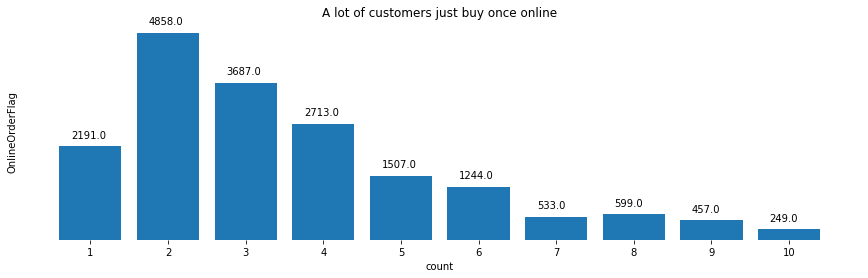 A lot of customers just buy once online
4858.0
3687.0
2713.0
2191.0
1507.0
1244.0
533.0
599.0
457.0
249.0
OnlineOrderFlag
1 2 3 4 5 6 7 8 9 10
count